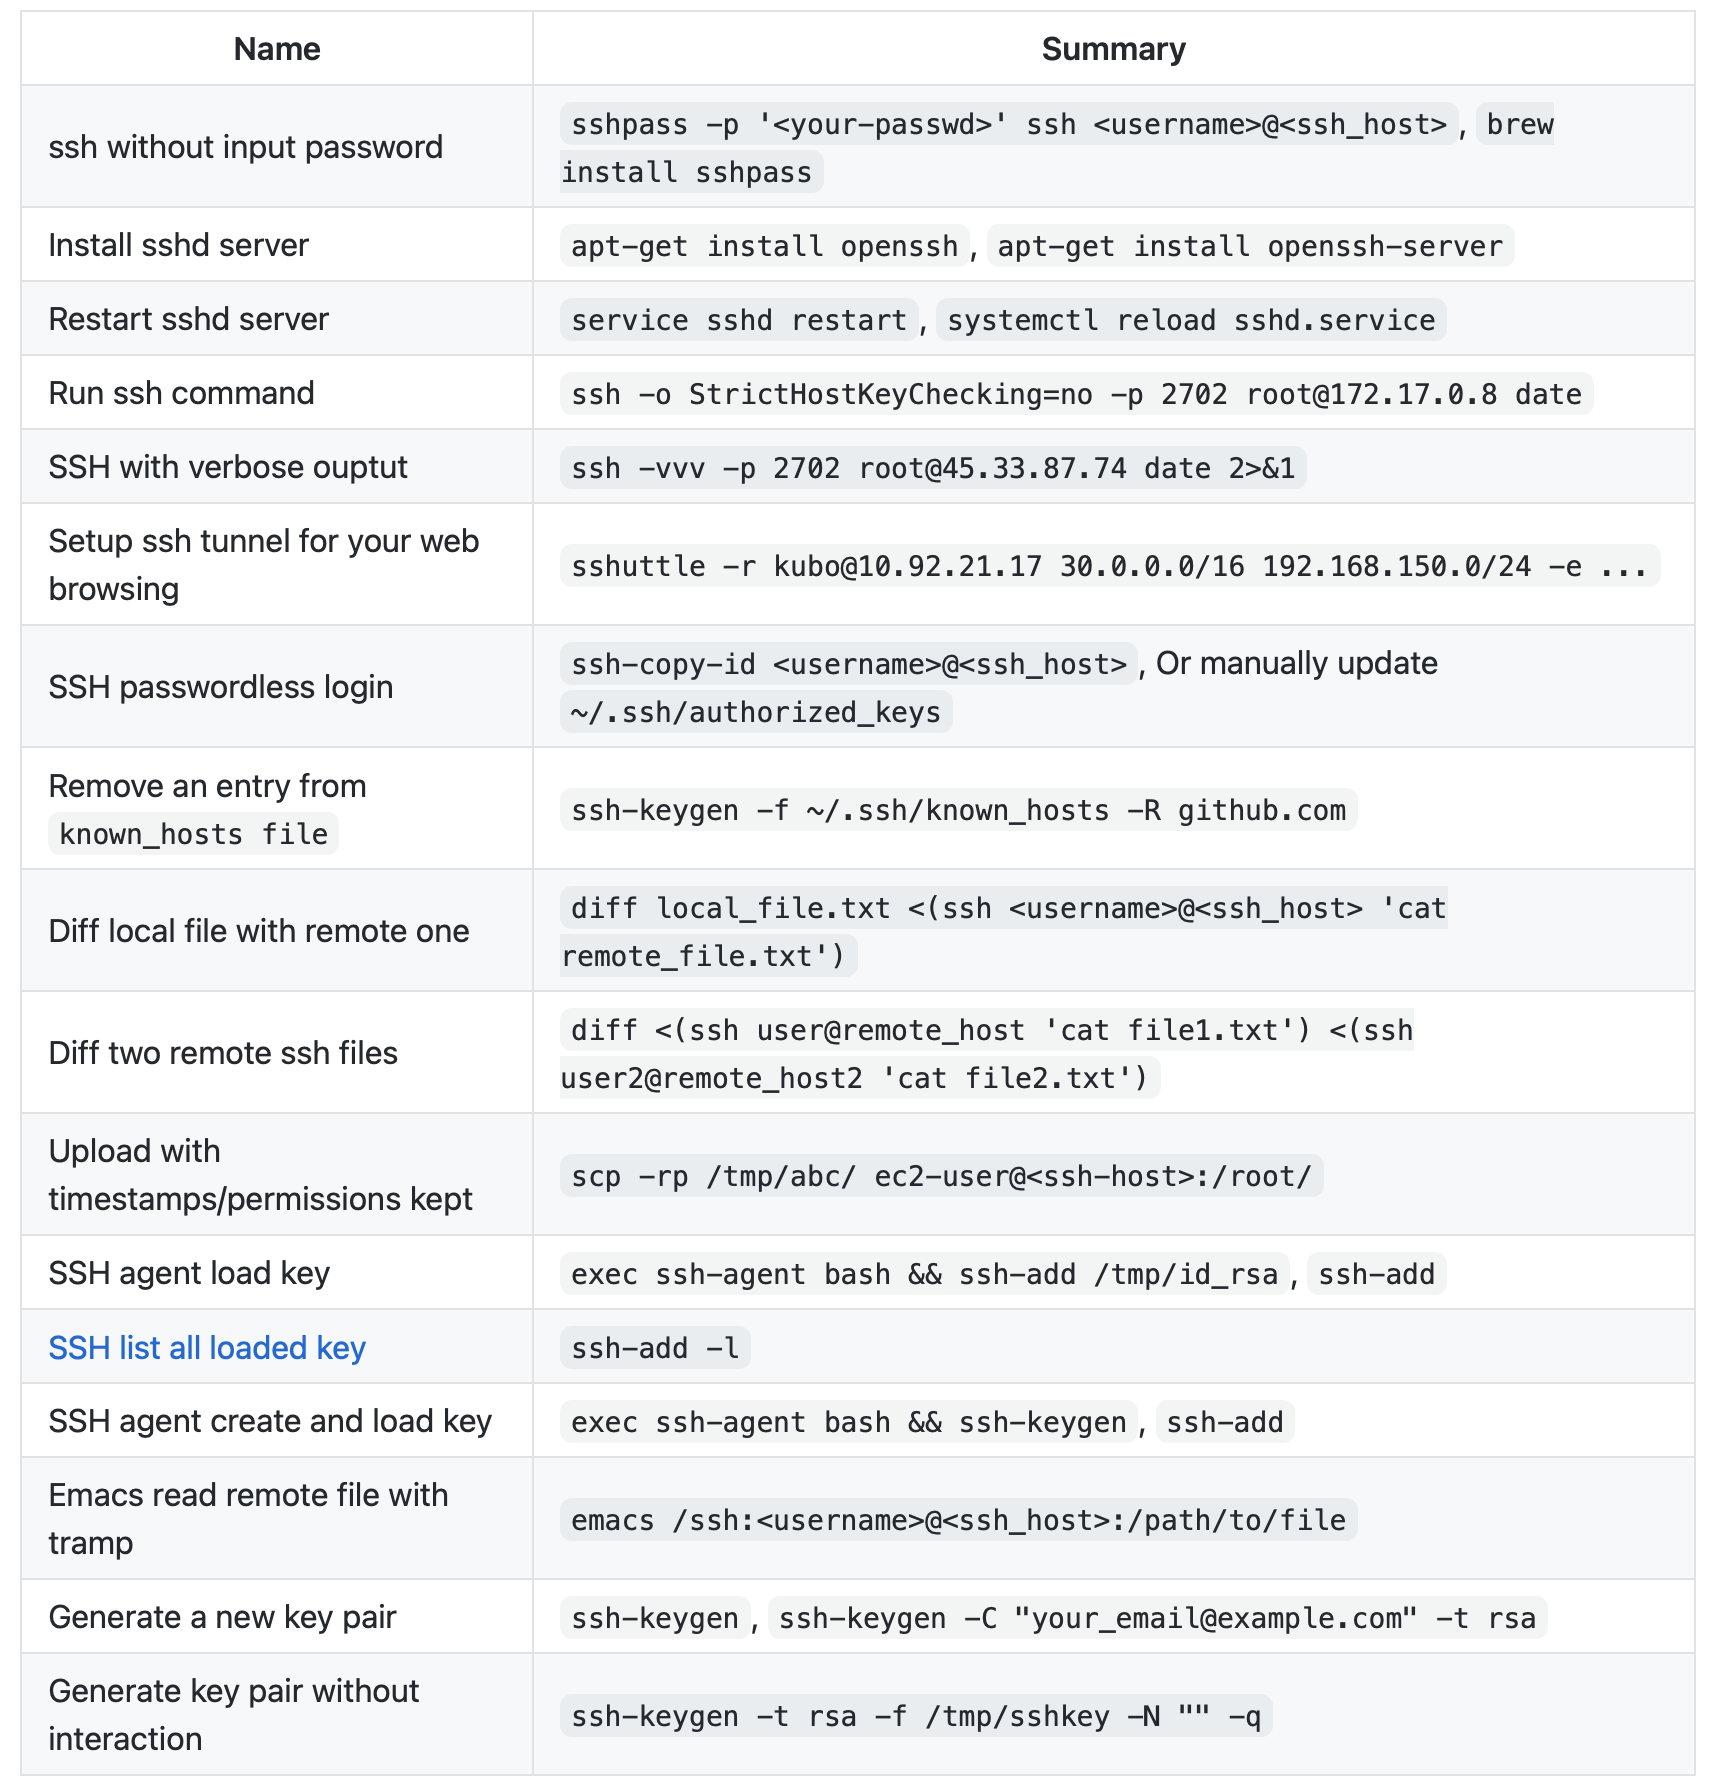 Name Summary
ssh without input password
sshpass -p '<your-passwd>' ssh <username>@<ssh_host>, brew
install sshpass
Install sshd server
apt-get install openssh, apt-get install openssh-server
Restart sshd server
service sshd restart, systemctl reload sshd.service
Run ssh command
ssh -o StrictHostKeyChecking=no -p 2702 root@172.17.0.8 date
SSH with verbose ouptut
ssh -vvv -p 2702 root@45.33.87.74 date 2>&1
Setup ssh tunnel for your web
browsing
sshuttle -r kubo@10.92.21.17 30.0.0.0/16 192.168.150.0/24 -e ...
SSH passwordless login
ssh-copy-id <username>@<ssh_host>, Or manually update
~/.ssh/authorized_keys
Remove an entry from
known_hosts file
ssh-keygen -f ~/.ssh/known_hosts -R github.com
Diff local file with remote one
diff local_file.txt <(ssh <username>@<ssh_host> 'cat
remote_file.txt')
Diff two remote ssh files
diff <(ssh user@remote_host 'cat file1.txt') <(ssh
user2@remote_host2 'cat file2.txt')
Upload with
timestamps/permissions kept
scp -rp /tmp/abc/ ec2-user@<ssh-host>:/root/
SSH agent load key
exec ssh-agent bash && ssh-add /tmp/id_rsa, ssh-add
SSH list all loaded key
ssh-add -l
SSH agent create and load key
exec ssh-agent bash && ssh-keygen, ssh-add
Emacs read remote file with
tramp
emacs /ssh:<username>@<ssh_host>:/path/to/file
Generate a new key pair
ssh-keygen, ssh-keygen -C "your_email@example.com" -t rsa
Generate key pair without
interaction
ssh-keygen -t rsa -f /tmp/sshkey -N "" -q